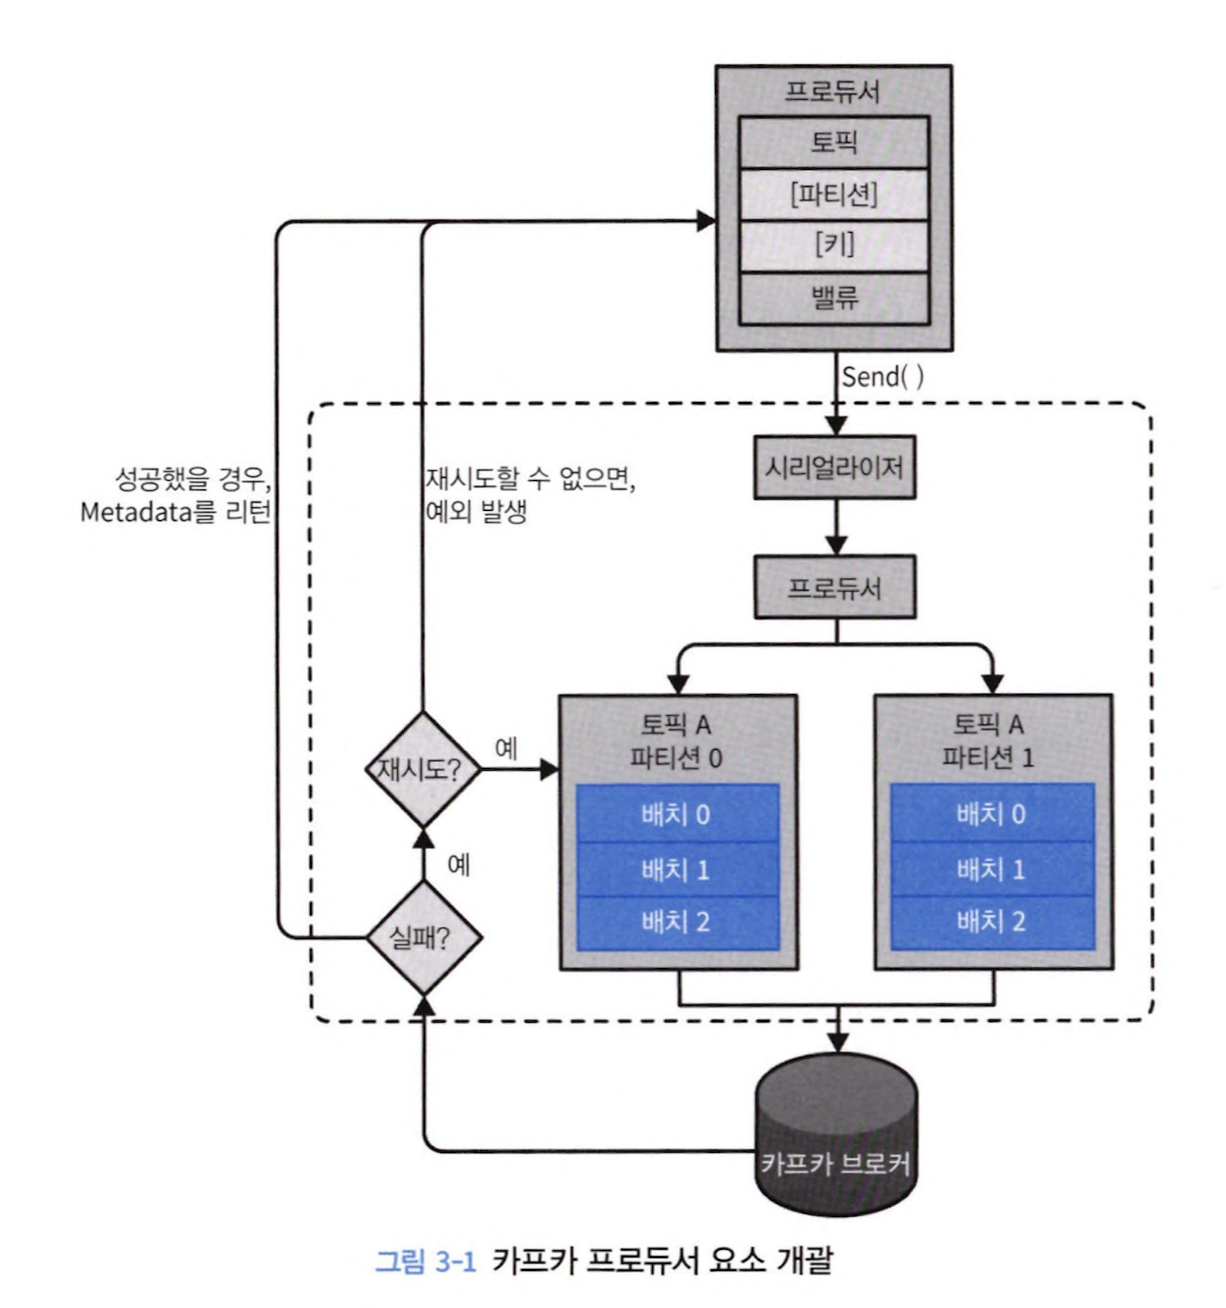 프로듀서
토픽
[파티션]
[키]
밸류
Send( )
성공했을 경우,
Metadata를 리턴
재시도할 수 없으면,
예외 발생
시리얼라이저
프로듀서
재시도?
예
토픽 A
파티션 0
배치 0
배치 1
배치 2
토픽 A
파티션 1
배치 0
배치 1
배치 2
예
실패?
카프카 브로커
그림 3-1 카프카 프로듀서 요소 개괄